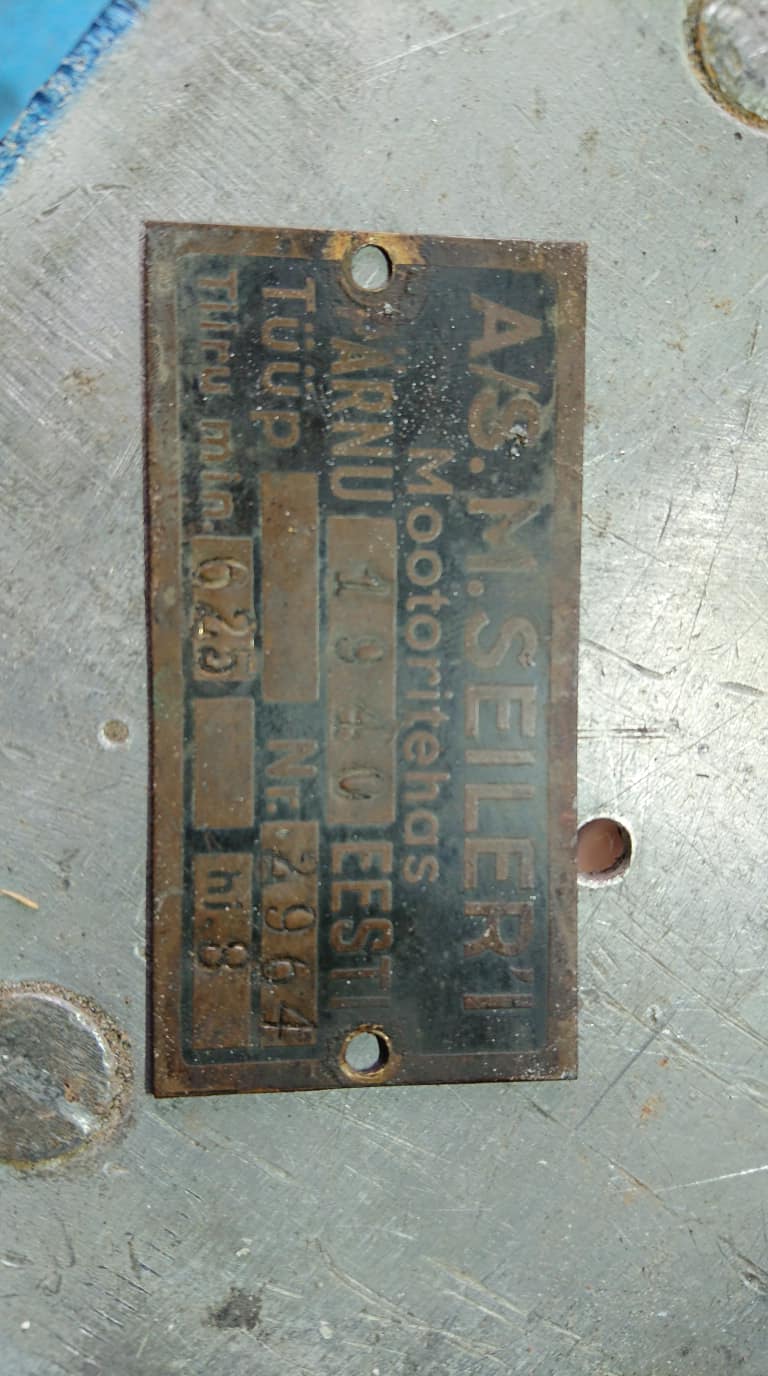 A/S. M. SEILER'I
Mootoritehas
PÄRNU 1940 EESTI
Tüüp Nr. 2964
Tiiru min. 625 hj. 8